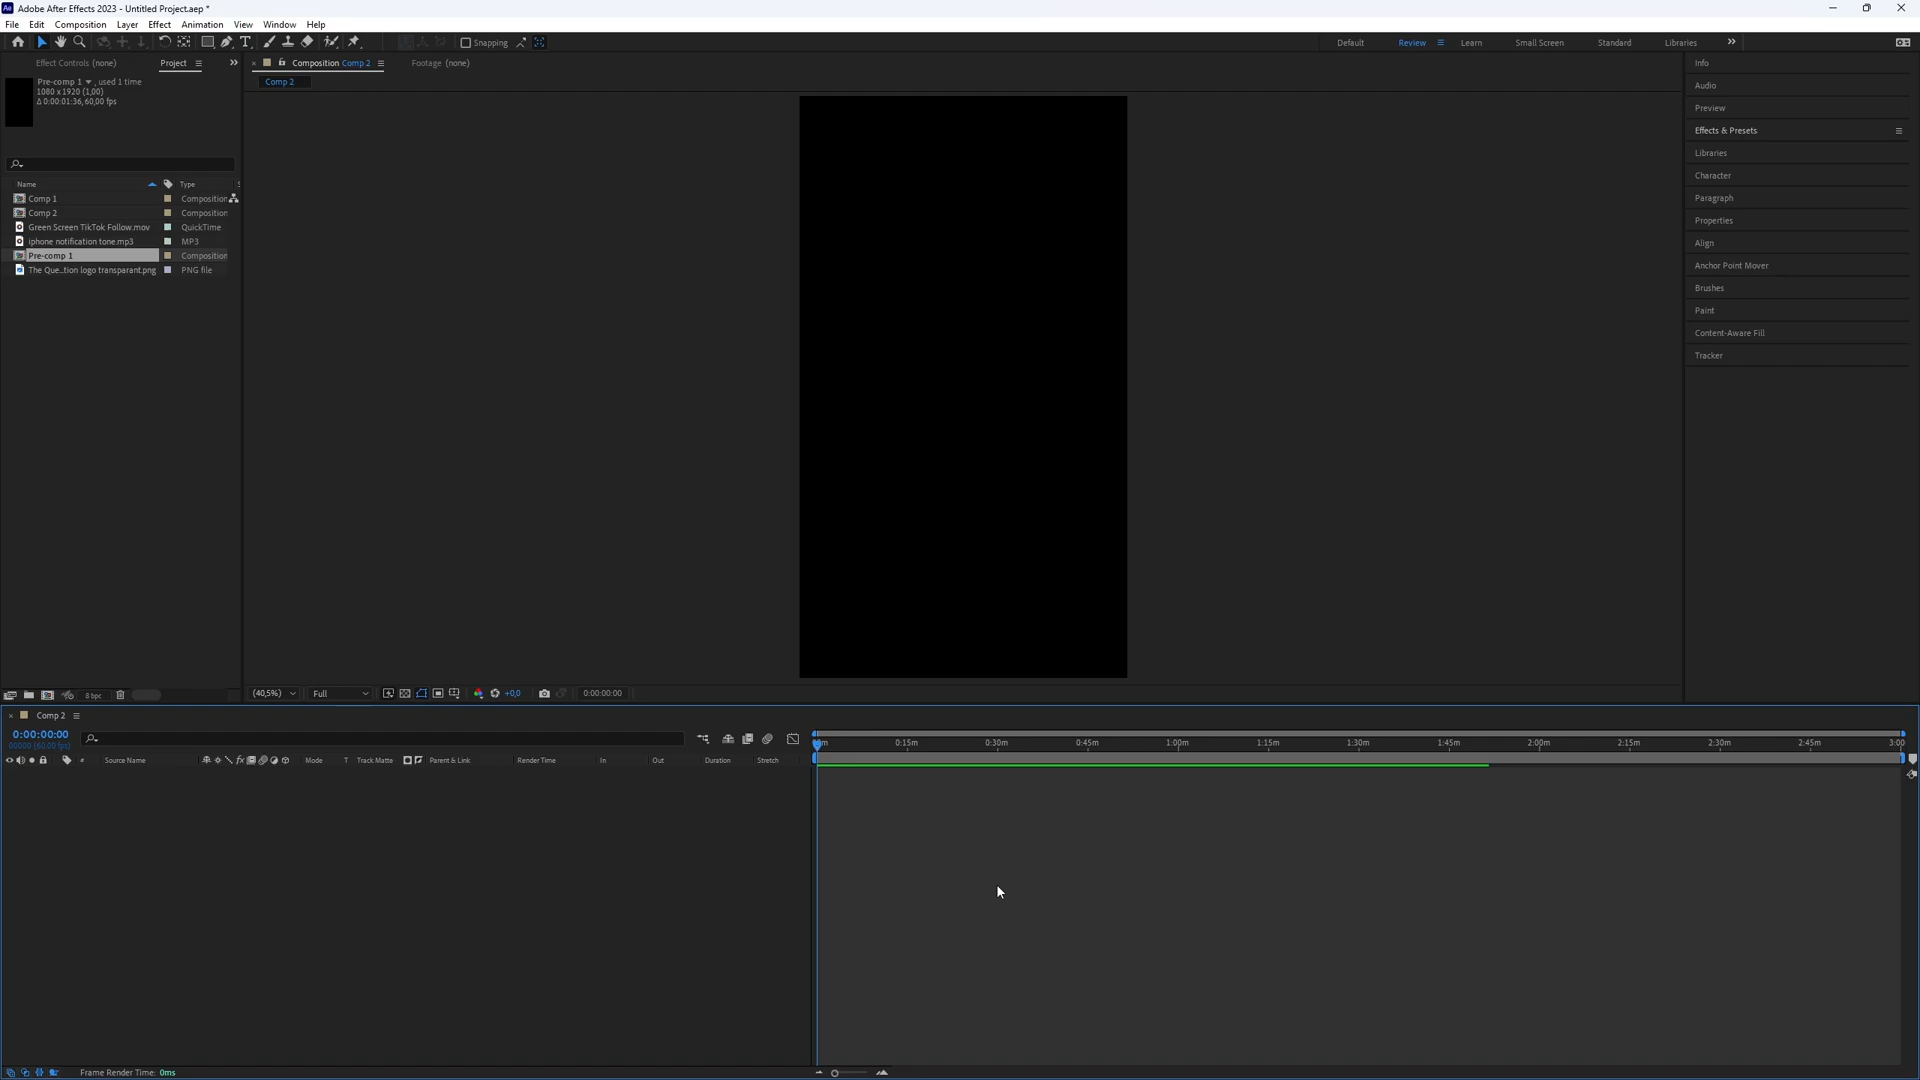 Adobe After Effects 2023 - Untitled Project.aep *
File Edit Composition Layer Effect Animation View Window Help
Snapping
Default Review Learn Small Screen Standard Libraries
Effect Controls (none) Project
Composition Comp 2 Footage (none)
Comp 2
Pre-comp 1 , used 1 time
1080 x 1920 (1,00)
Δ 0:00:01:36, 60,00 fps
Name Type
Comp 1 Composition
Comp 2 Composition
Green Screen TikTok Follow.mov QuickTime
iphone notification tone.mp3 MP3
Pre-comp 1 Composition
The Que...tion logo transparant.png PNG file
Info
Audio
Preview
Effects & Presets
Libraries
Character
Paragraph
Properties
Align
Anchor Point Mover
Brushes
Paint
Content-Aware Fill
Tracker
8 bpc
(40,5%) Full +0,0 0:00:00:00
Comp 2
0:00:00:00
00000 (60.00 fps)
0:15m 0:30m 0:45m 1:00m 1:15m 1:30m 1:45m 2:00m 2:15m 2:30m 2:45m 3:00
# Source Name Mode T Track Matte Parent & Link Render Time In Out Duration Stretch
Frame Render Time: 0ms